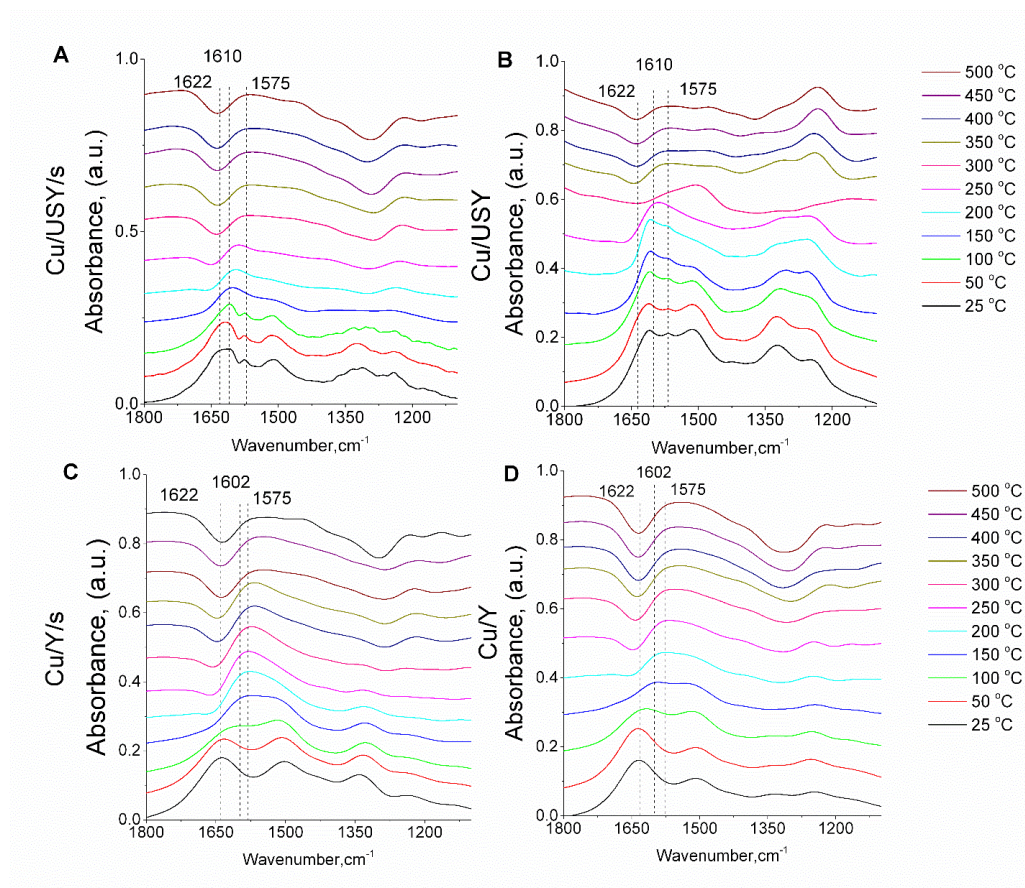 A
1610
1622
1575
1.0
0.5
0.0
Cu/USY/s
Absorbance, (a.u.)
1800
1650
1500
1350
1200
Wavenumber,cm-1
B
1610
1622
1575
1.0
0.8
0.6
0.4
0.2
0.0
Cu/USY
Absorbance, (a.u.)
1800
1650
1500
1350
1200
Wavenumber,cm-1
500 °C
450 °C
400 °C
350 °C
300 °C
250 °C
200 °C
150 °C
100 °C
50 °C
25 °C
C
1602
1622
1575
1.0
0.8
0.6
0.4
0.2
0.0
Cu/Y/s
Absorbance, (a.u.)
1800
1650
1500
1350
1200
Wavenumber,cm-1
D
1602
1622
1575
1.0
0.8
0.6
0.4
0.2
0.0
Cu/Y
Absorbance, (a.u.)
1800
1650
1500
1350
1200
Wavenumber,cm-1
500 °C
450 °C
400 °C
350 °C
300 °C
250 °C
200 °C
150 °C
100 °C
50 °C
25 °C